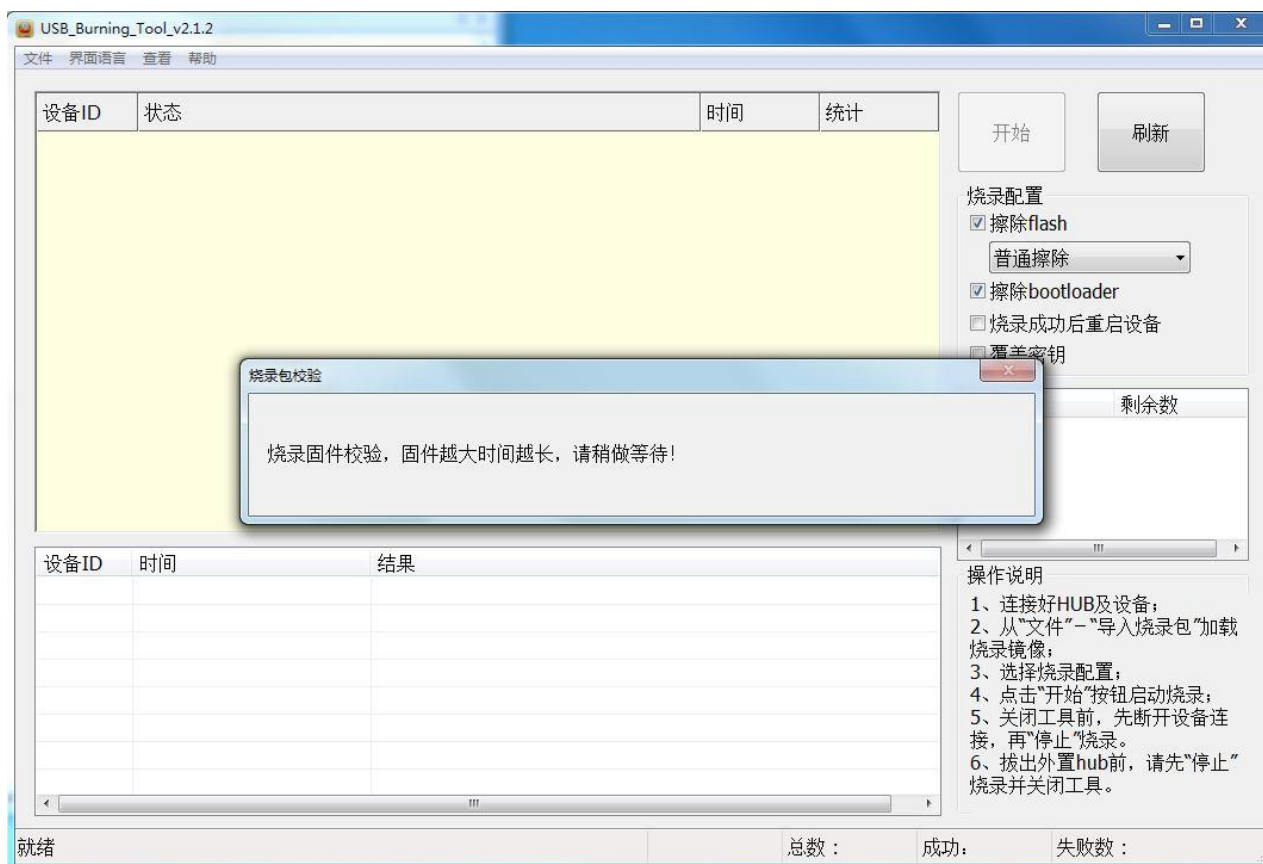 USB_Burning_Tool_v2.1.2
文件 界面语言 查看 帮助
设备ID 状态 时间 统计
开始 刷新
烧录配置
擦除flash
普通擦除
擦除bootloader
烧录成功后重启设备
覆盖密钥
烧录包校验
烧录固件校验，固件越大时间越长，请稍做等待！
剩余数
设备ID 时间 结果
操作说明
1、连接好HUB及设备；
2、从“文件”－“导入烧录包”加载
烧录镜像；
3、选择烧录配置；
4、点击“开始”按钮启动烧录；
5、关闭工具前，先断开设备连
接，再“停止”烧录。
6、拔出外置hub前，请先“停止”
烧录并关闭工具。
就绪 总数： 成功： 失败数：